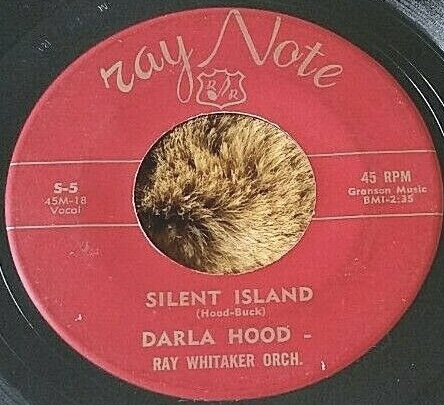 ray Note
R R
S-5
45M-18
Vocal
45 RPM
Granson Music
BMI-2:35
SILENT ISLAND
(Hood-Buck)
DARLA HOOD -
RAY WHITAKER ORCH.